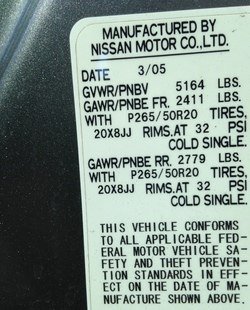 MANUFACTURED BY
NISSAN MOTOR CO.,LTD.
DATE 3/05
GVWR/PNBV 5164 LBS.
GAWR/PNBE FR. 2411 LBS.
WITH P265/50R20 TIRES,
20X8JJ RIMS.AT 32 PSI
COLD SINGLE.
GAWR/PNBE RR. 2779 LBS.
WITH P265/50R20 TIRES,
20X8JJ RIMS.AT 32 PSI
COLD SINGLE.
THIS VEHICLE CONFORMS
TO ALL APPLICABLE FED-
ERAL MOTOR VEHICLE SA-
FETY AND THEFT PREVEN-
TION STANDARDS IN EFF-
ECT ON THE DATE OF MA-
NUFACTURE SHOWN ABOVE.